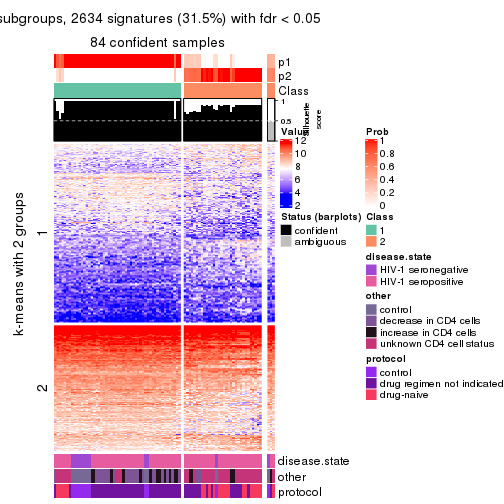 subgroups, 2634 signatures (31.5%) with fdr < 0.05
84 confident samples
p1
p2
Class
1
0.5
0
Silhouette
score
Value
12
10
8
6
4
2
Prob
1
0.8
0.6
0.4
0.2
0
Status (barplots)
confident
ambiguous
Class
1
2
disease.state
HIV-1 seronegative
HIV-1 seropositive
other
control
decrease in CD4 cells
increase in CD4 cells
unknown CD4 cell status
protocol
control
drug regimen not indicated
drug-naive
k-means with 2 groups
1
2
disease.state
other
protocol